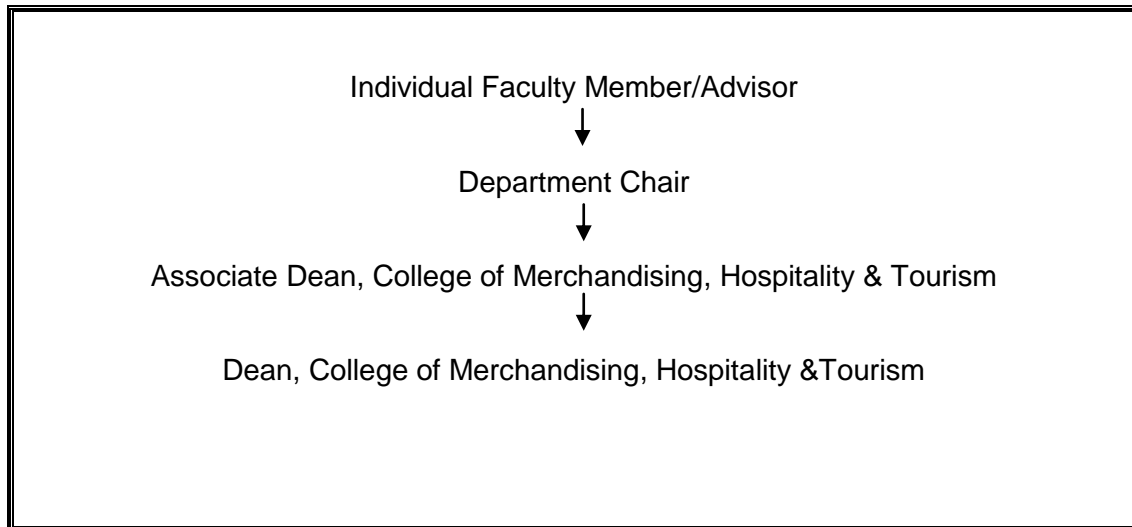 Individual Faculty Member/Advisor
Department Chair
Associate Dean, College of Merchandising, Hospitality & Tourism
Dean, College of Merchandising, Hospitality &Tourism